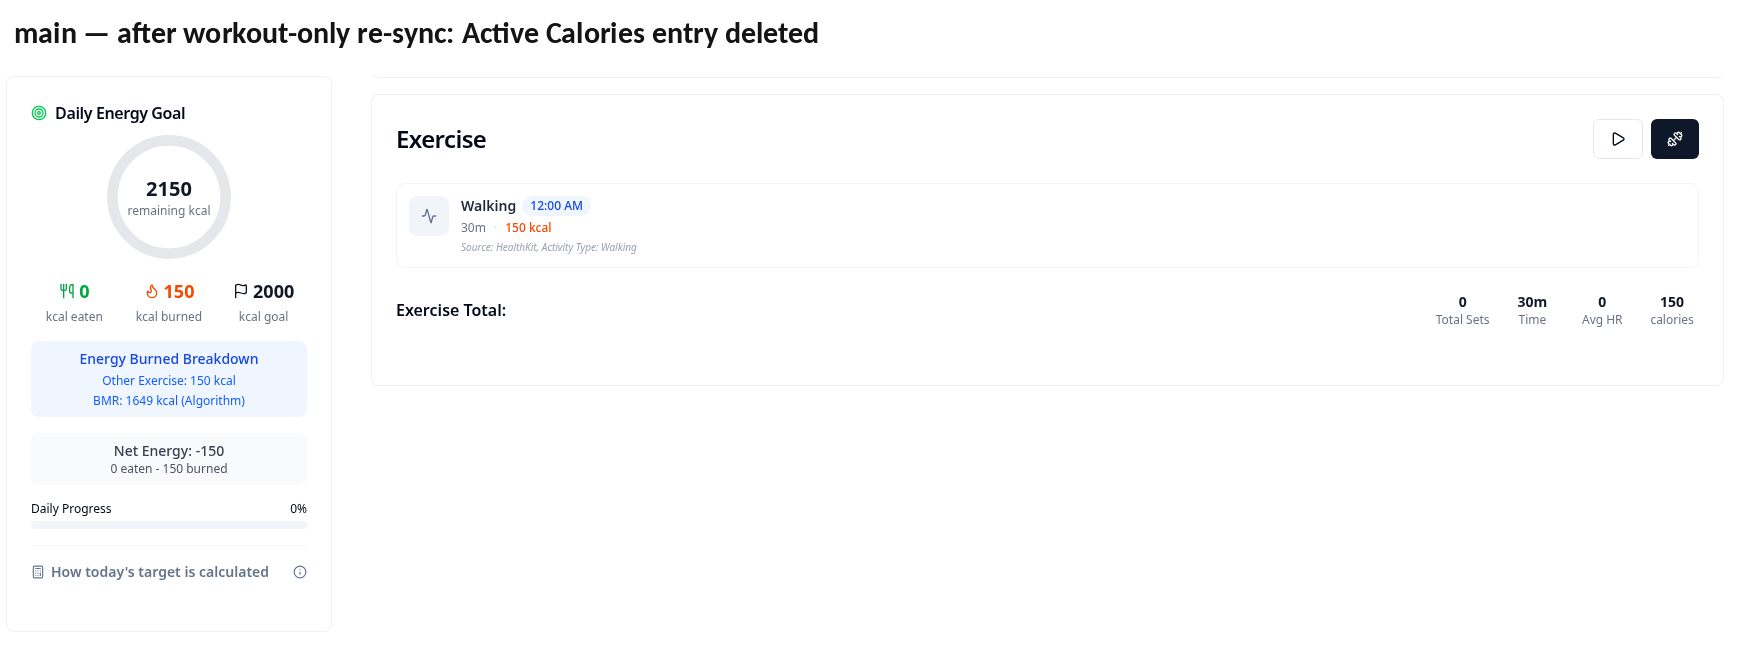 main — after workout-only re-sync: Active Calories entry deleted
Daily Energy Goal
2150
remaining kcal
0
kcal eaten
150
kcal burned
2000
kcal goal
Energy Burned Breakdown
Other Exercise: 150 kcal
BMR: 1649 kcal (Algorithm)
Net Energy: -150
0 eaten - 150 burned
Daily Progress 0%
How today's target is calculated
Exercise
Walking 12:00 AM
30m · 150 kcal
Source: HealthKit, Activity Type: Walking
Exercise Total:
0
Total Sets
30m
Time
0
Avg HR
150
calories